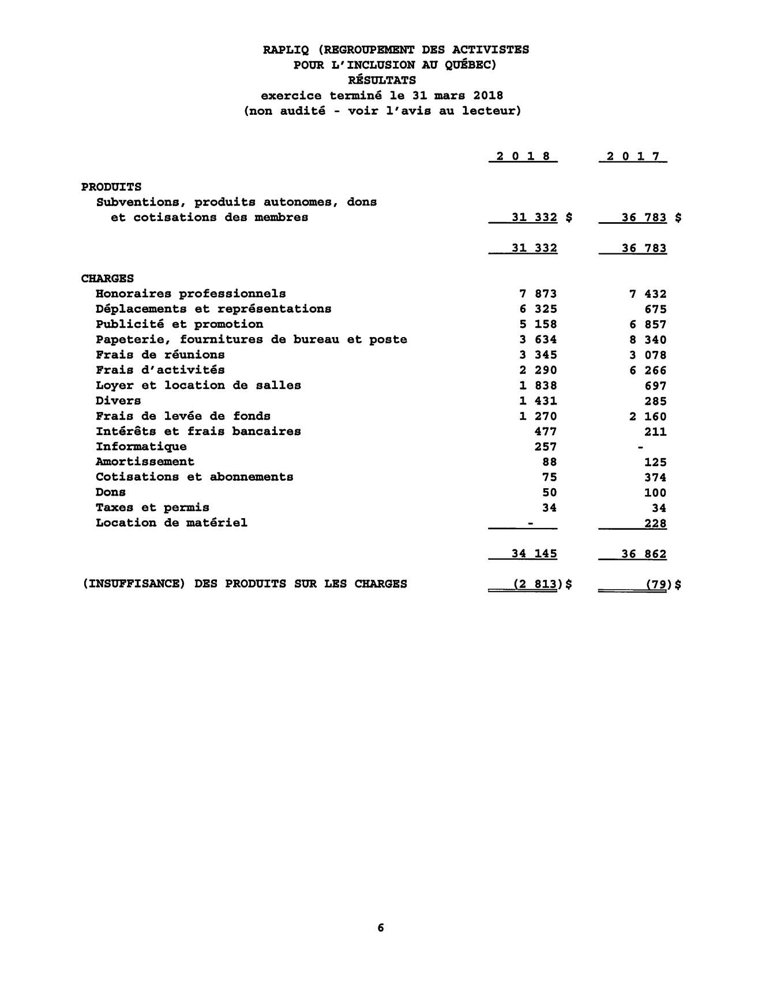 RAPLIQ (REGROUPEMENT DES ACTIVISTES
POUR L'INCLUSION AU QUÉBEC)
RÉSULTATS
exercice terminé le 31 mars 2018
(non audité - voir l'avis au lecteur)
2 0 1 8 2 0 1 7
PRODUITS
Subventions, produits autonomes, dons
et cotisations des membres 31 332 $ 36 783 $
31 332 36 783
CHARGES
Honoraires professionnels 7 873 7 432
Déplacements et représentations 6 325 675
Publicité et promotion 5 158 6 857
Papeterie, fournitures de bureau et poste 3 634 8 340
Frais de réunions 3 345 3 078
Frais d'activités 2 290 6 266
Loyer et location de salles 1 838 697
Divers 1 431 285
Frais de levée de fonds 1 270 2 160
Intérêts et frais bancaires 477 211
Informatique 257 -
Amortissement 88 125
Cotisations et abonnements 75 374
Dons 50 100
Taxes et permis 34 34
Location de matériel - 228
34 145 36 862
(INSUFFISANCE) DES PRODUITS SUR LES CHARGES (2 813)$ (79)$
6